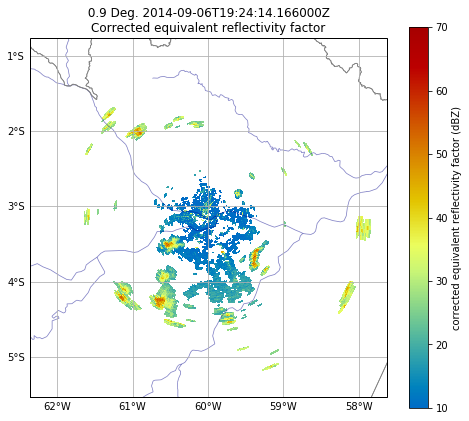 0.9 Deg. 2014-09-06T19:24:14.166000Z
Corrected equivalent reflectivity factor
1°S
2°S
3°S
4°S
5°S
62°W 61°W 60°W 59°W 58°W
70
60
50
40
30
20
10
corrected equivalent reflectivity factor (dBZ)